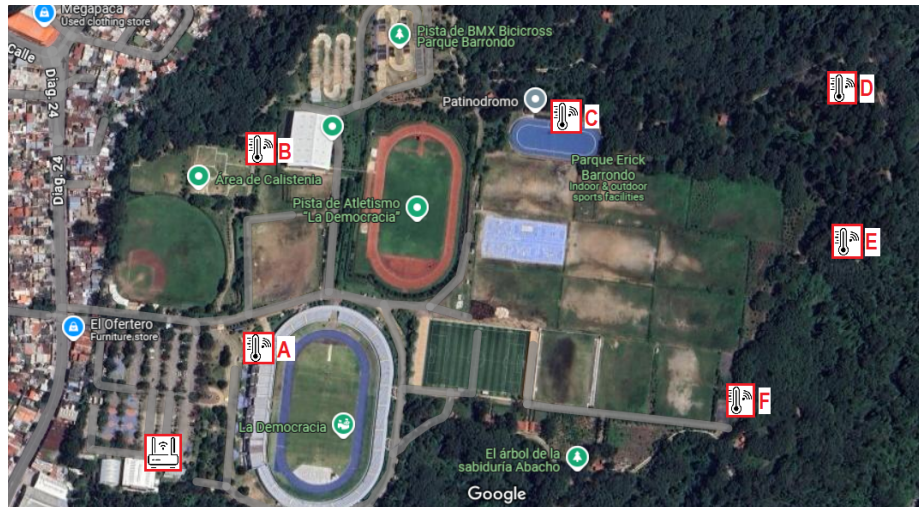 Megapaca
Used clothing store
Calle
Diag. 24
Diag. 24
Pista de BMX Bicicross
Parque Barrondo
Patinodromo
D
C
B
Parque Erick
Barrondo
Indoor & outdoor
sports facilities
Área de Calistenia
Pista de Atletismo
"La Democracia"
E
El Ofertero
Furniture store
A
F
La Democracia
El árbol de la
sabiduría Abacho
Google